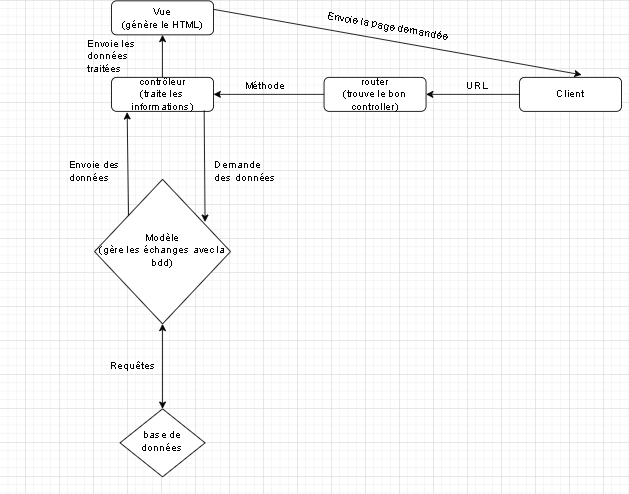 Vue
(génère le HTML)
Envoie la page demandée
Envoie les
données
traitées
contrôleur
(traite les
informations)
Méthode
router
(trouve le bon
controller)
URL
Client
Envoie des
données
Demande
des données
Modèle
(gère les échanges avec la
bdd)
Requêtes
base de
données